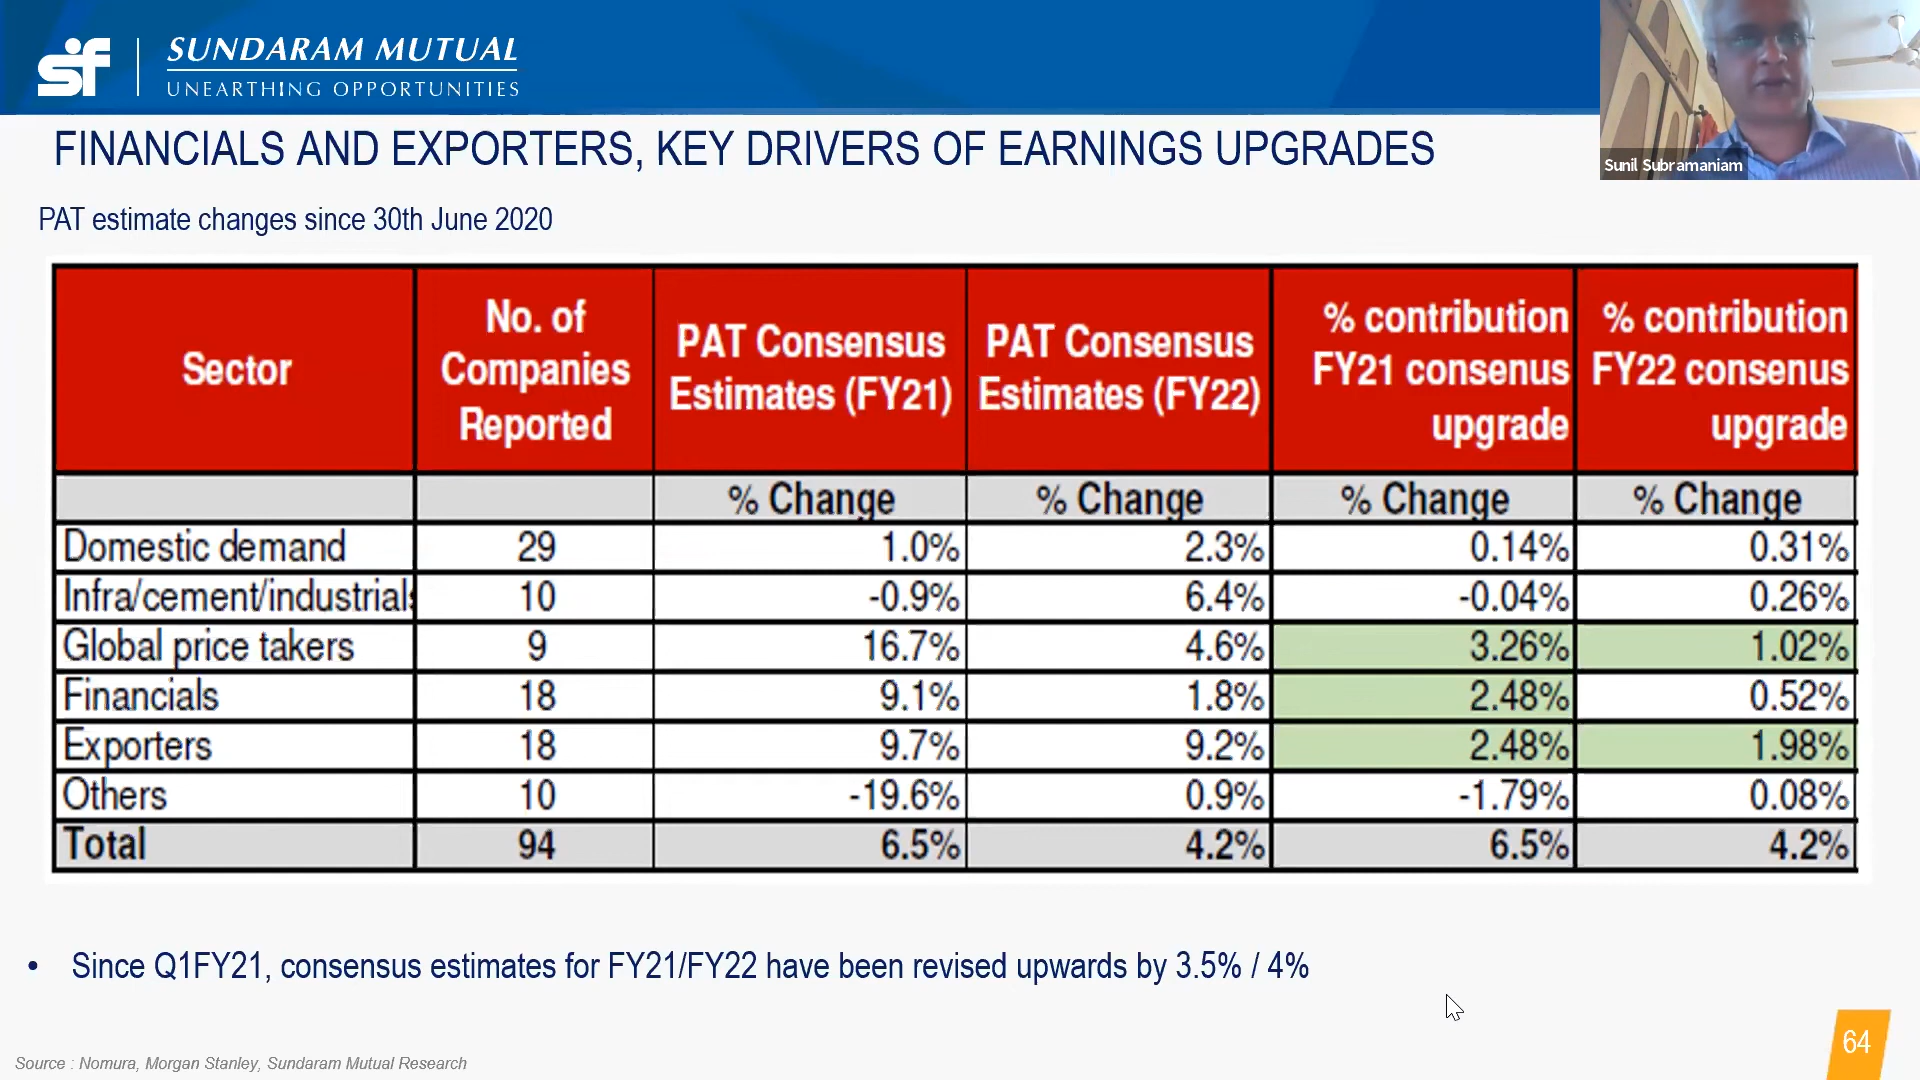 SUNDARAM MUTUAL
UNEARTHING OPPORTUNITIES
Sunil Subramaniam
FINANCIALS AND EXPORTERS, KEY DRIVERS OF EARNINGS UPGRADES
PAT estimate changes since 30th June 2020
Sector | No. of Companies Reported | PAT Consensus Estimates (FY21) | PAT Consensus Estimates (FY22) | % contribution FY21 consenus upgrade | % contribution FY22 consenus upgrade
% Change | % Change | % Change | % Change
Domestic demand | 29 | 1.0% | 2.3% | 0.14% | 0.31%
Infra/cement/industrials | 10 | -0.9% | 6.4% | -0.04% | 0.26%
Global price takers | 9 | 16.7% | 4.6% | 3.26% | 1.02%
Financials | 18 | 9.1% | 1.8% | 2.48% | 0.52%
Exporters | 18 | 9.7% | 9.2% | 2.48% | 1.98%
Others | 10 | -19.6% | 0.9% | -1.79% | 0.08%
Total | 94 | 6.5% | 4.2% | 6.5% | 4.2%
• Since Q1FY21, consensus estimates for FY21/FY22 have been revised upwards by 3.5% / 4%
64
Source : Nomura, Morgan Stanley, Sundaram Mutual Research